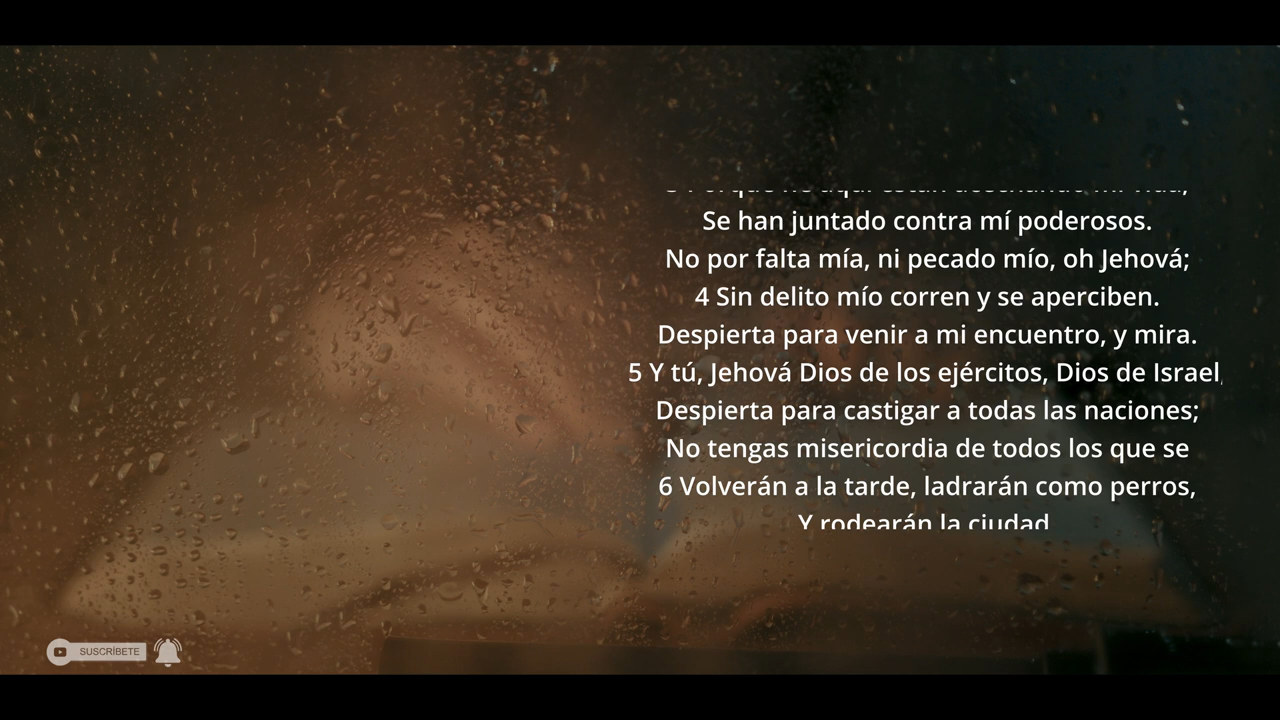 Se han juntado contra mí poderosos.
No por falta mía, ni pecado mío, oh Jehová;
4 Sin delito mío corren y se aperciben.
Despierta para venir a mi encuentro, y mira.
5 Y tú, Jehová Dios de los ejércitos, Dios de Israel,
Despierta para castigar a todas las naciones;
No tengas misericordia de todos los que se
6 Volverán a la tarde, ladrarán como perros,
Y rodearán la ciudad
SUSCRÍBETE